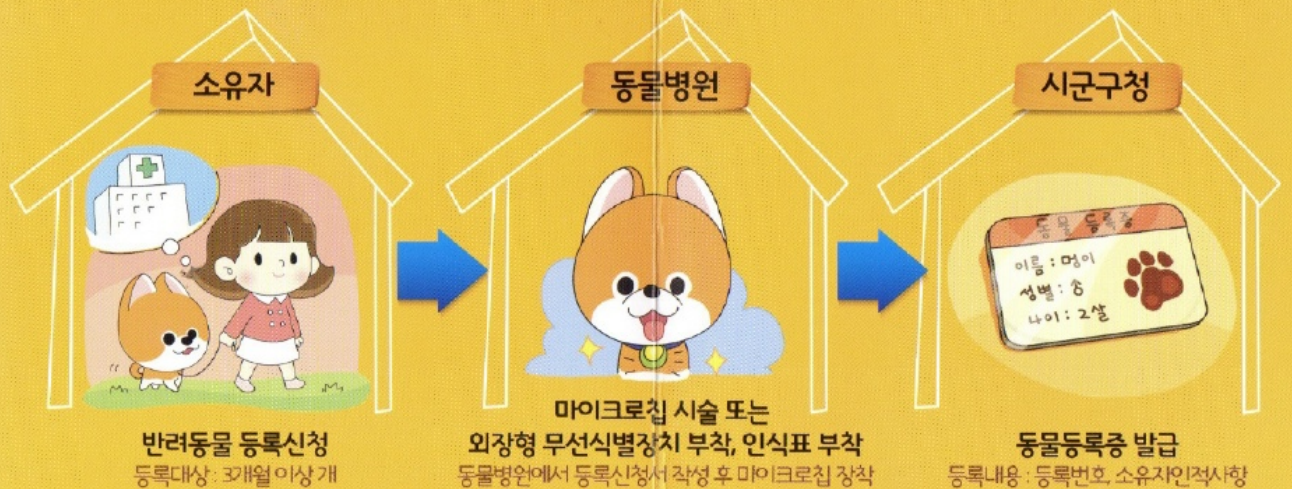 소유자
반려동물 등록신청
등록대상 : 3개월 이상 개
동물병원
마이크로칩 시술 또는
외장형 무선식별장치 부착, 인식표 부착
동물병원에서 등록신청서 작성 후 마이크로칩 장착
시군구청
동물 등록증
이름 : 멍이
성별 : 송
나이 : 2살
동물등록증 발급
등록내용 : 등록번호, 소유자인적사항